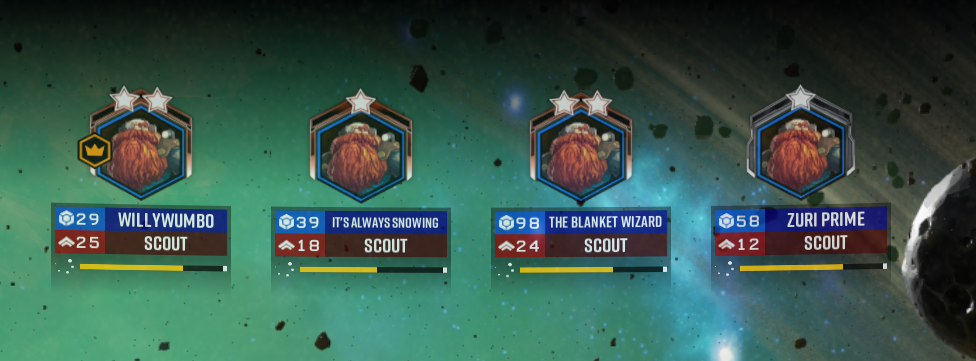 29 WILLYWUMBO
25 SCOUT
39 IT'S ALWAYS SNOWING
18 SCOUT
98 THE BLANKET WIZARD
24 SCOUT
58 ZURI PRIME
12 SCOUT